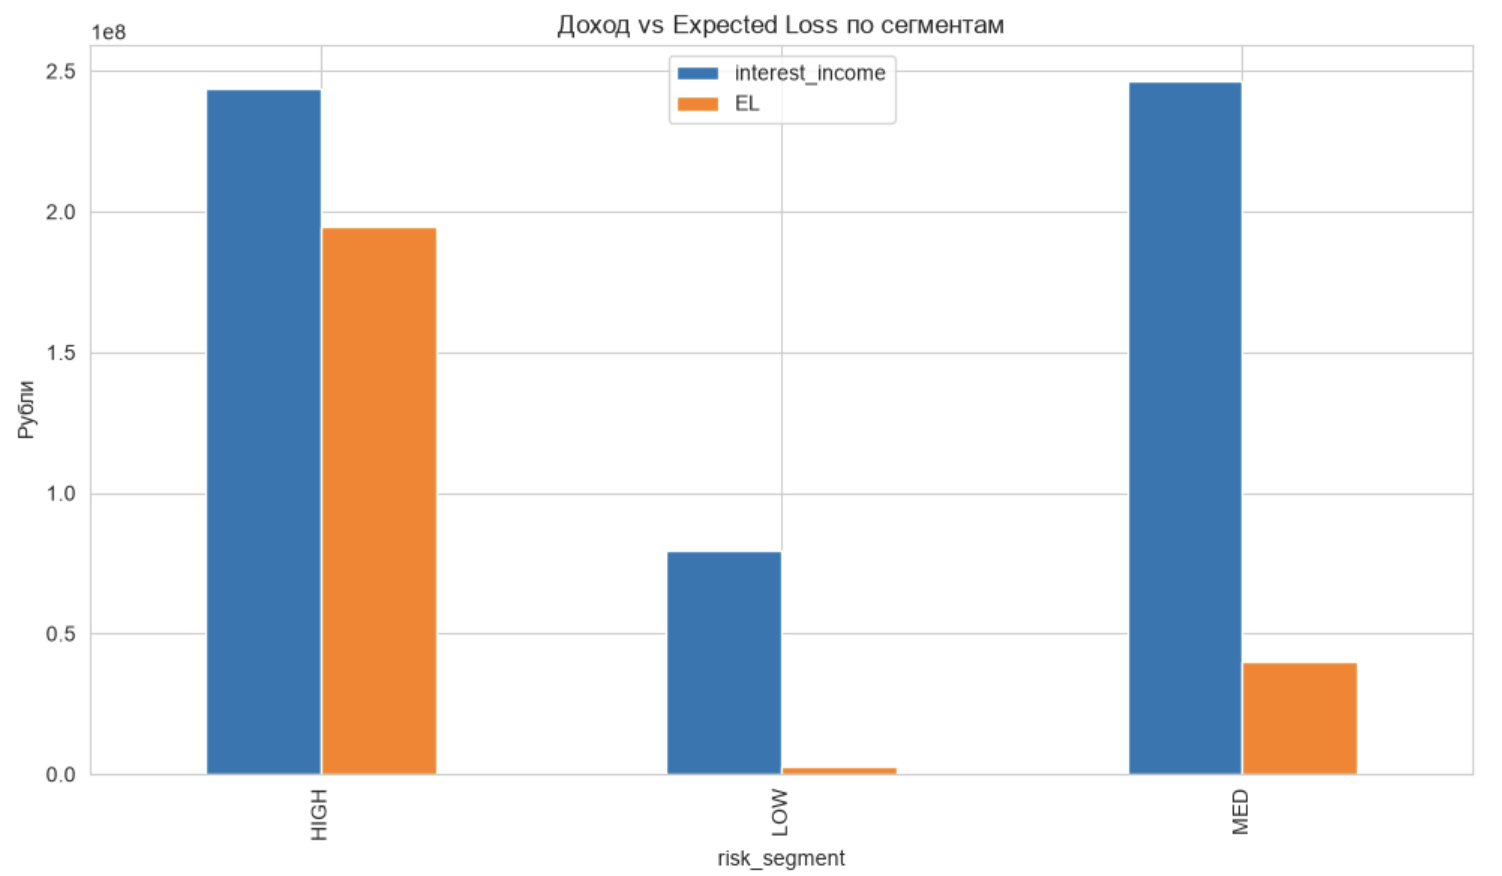 Доход vs Expected Loss по сегментам
1e8
interest_income
EL
2.5
2.0
1.5
1.0
0.5
0.0
Рубли
HIGH
LOW
MED
risk_segment